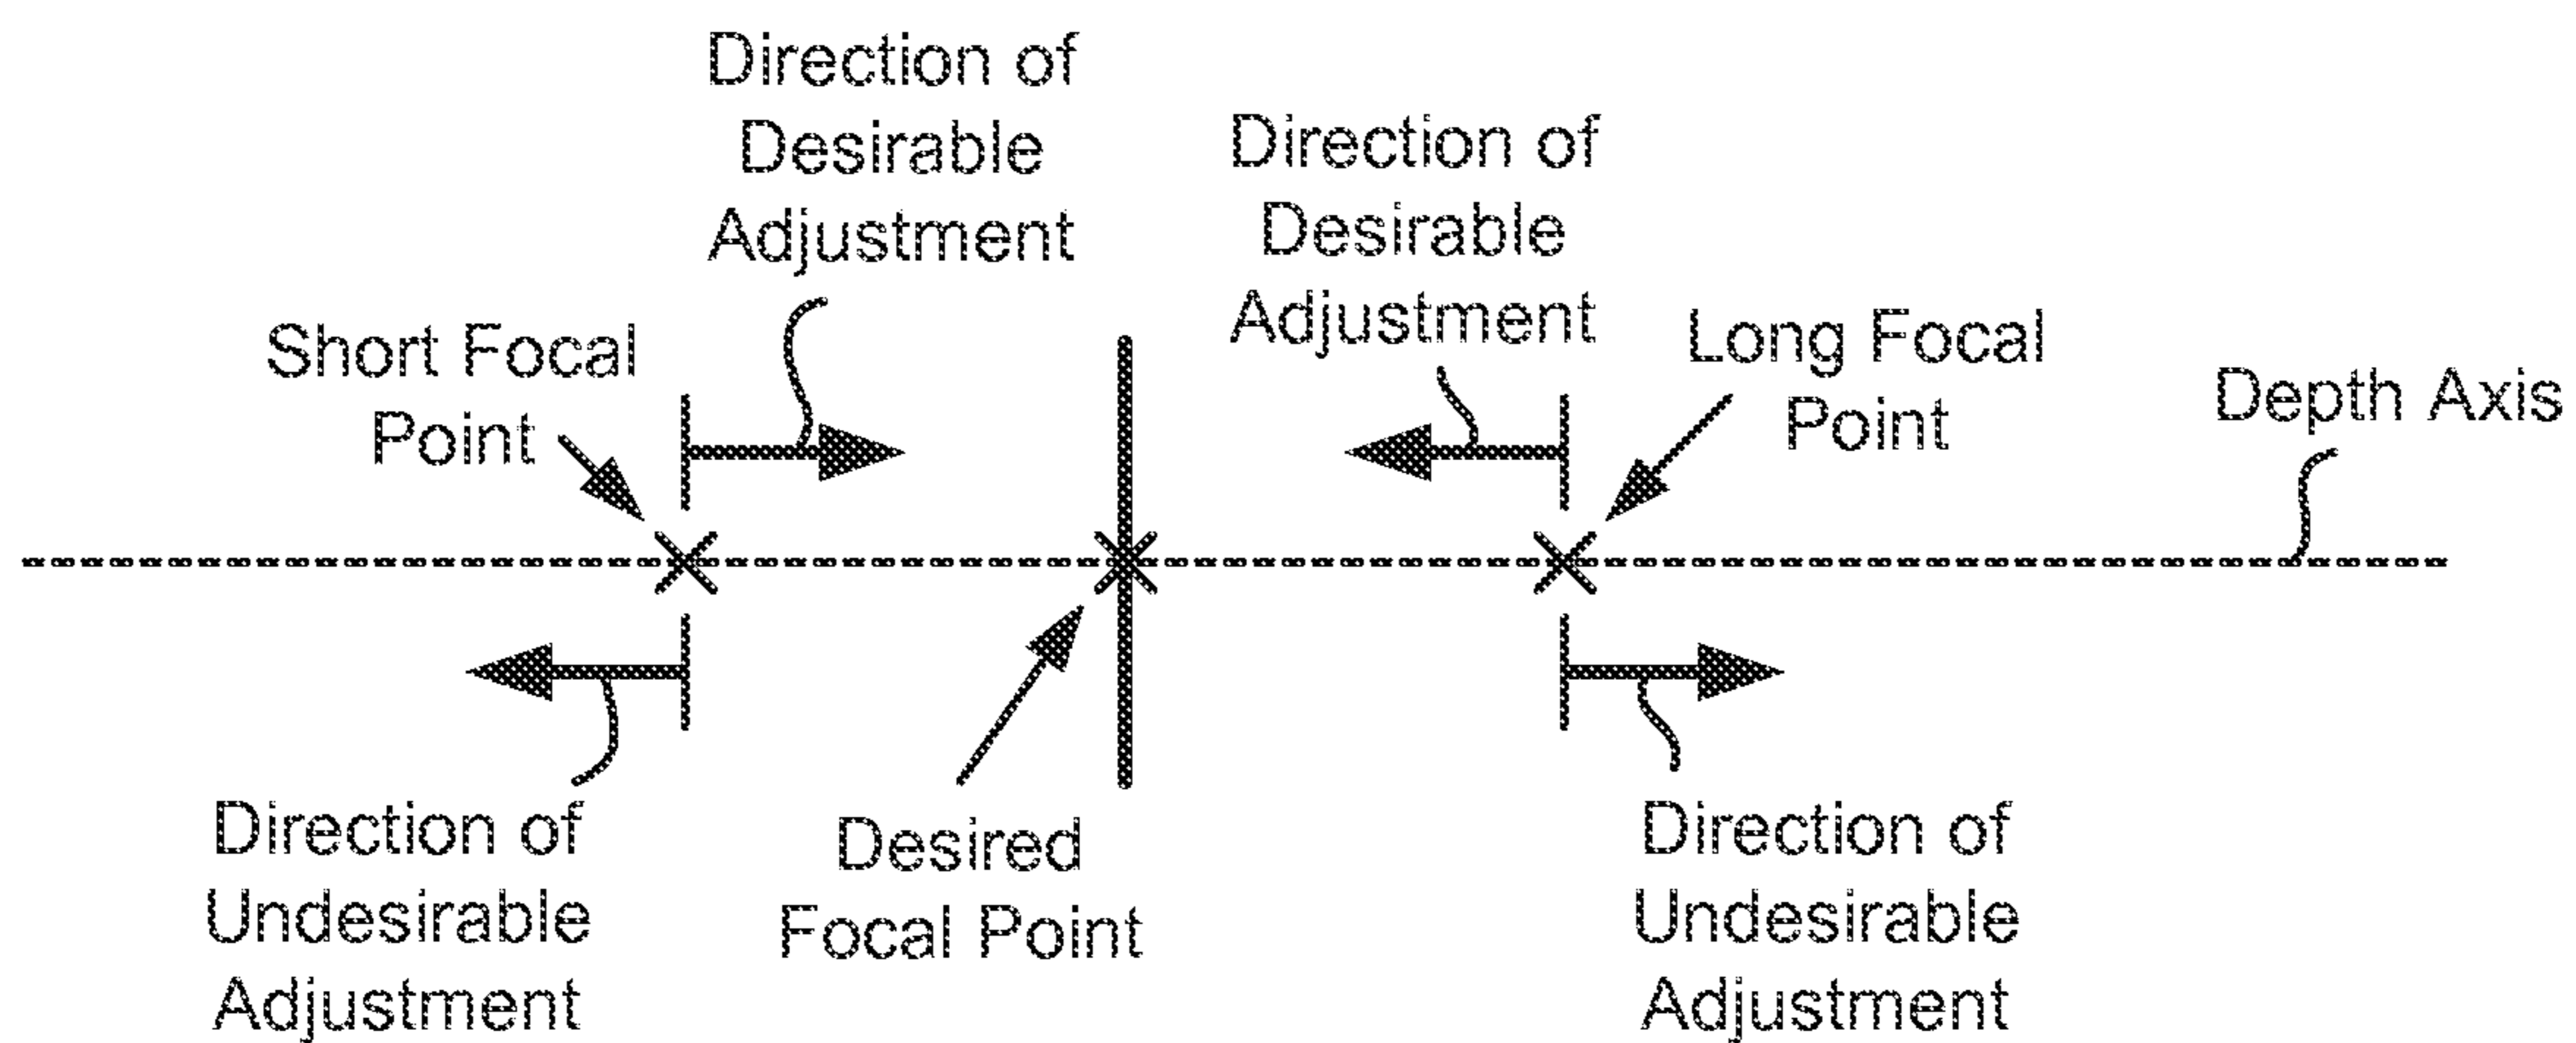 Direction of
Desirable
Adjustment
Direction of
Desirable
Adjustment
Short Focal
Point
Long Focal
Point
Depth Axis
Direction of
Undesirable
Adjustment
Desired
Focal Point
Direction of
Undesirable
Adjustment